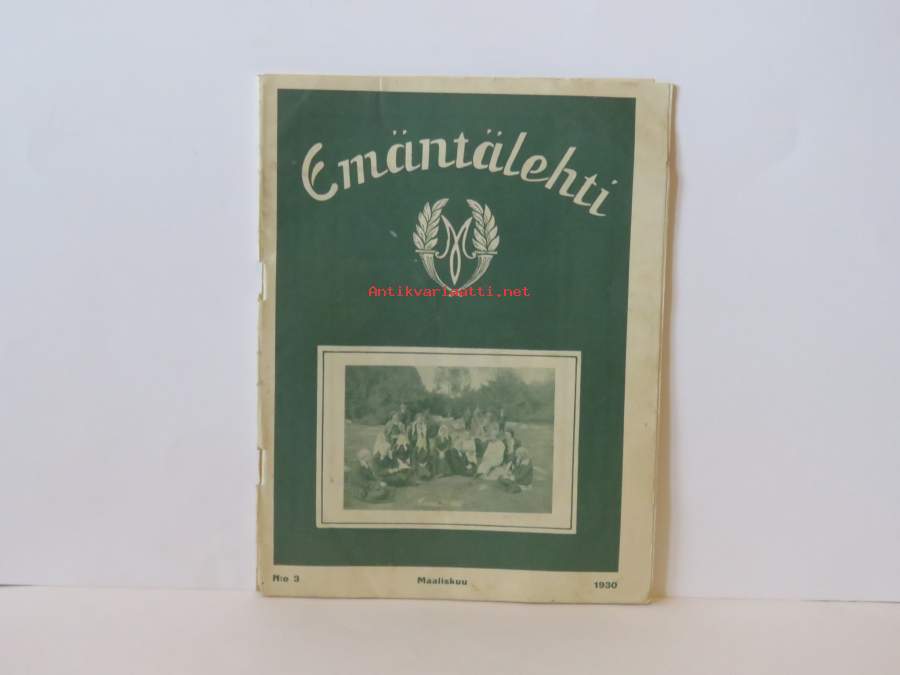 Emäntälehti
M
Antikvariaatti.net
N:o 3 Maaliskuu 1930